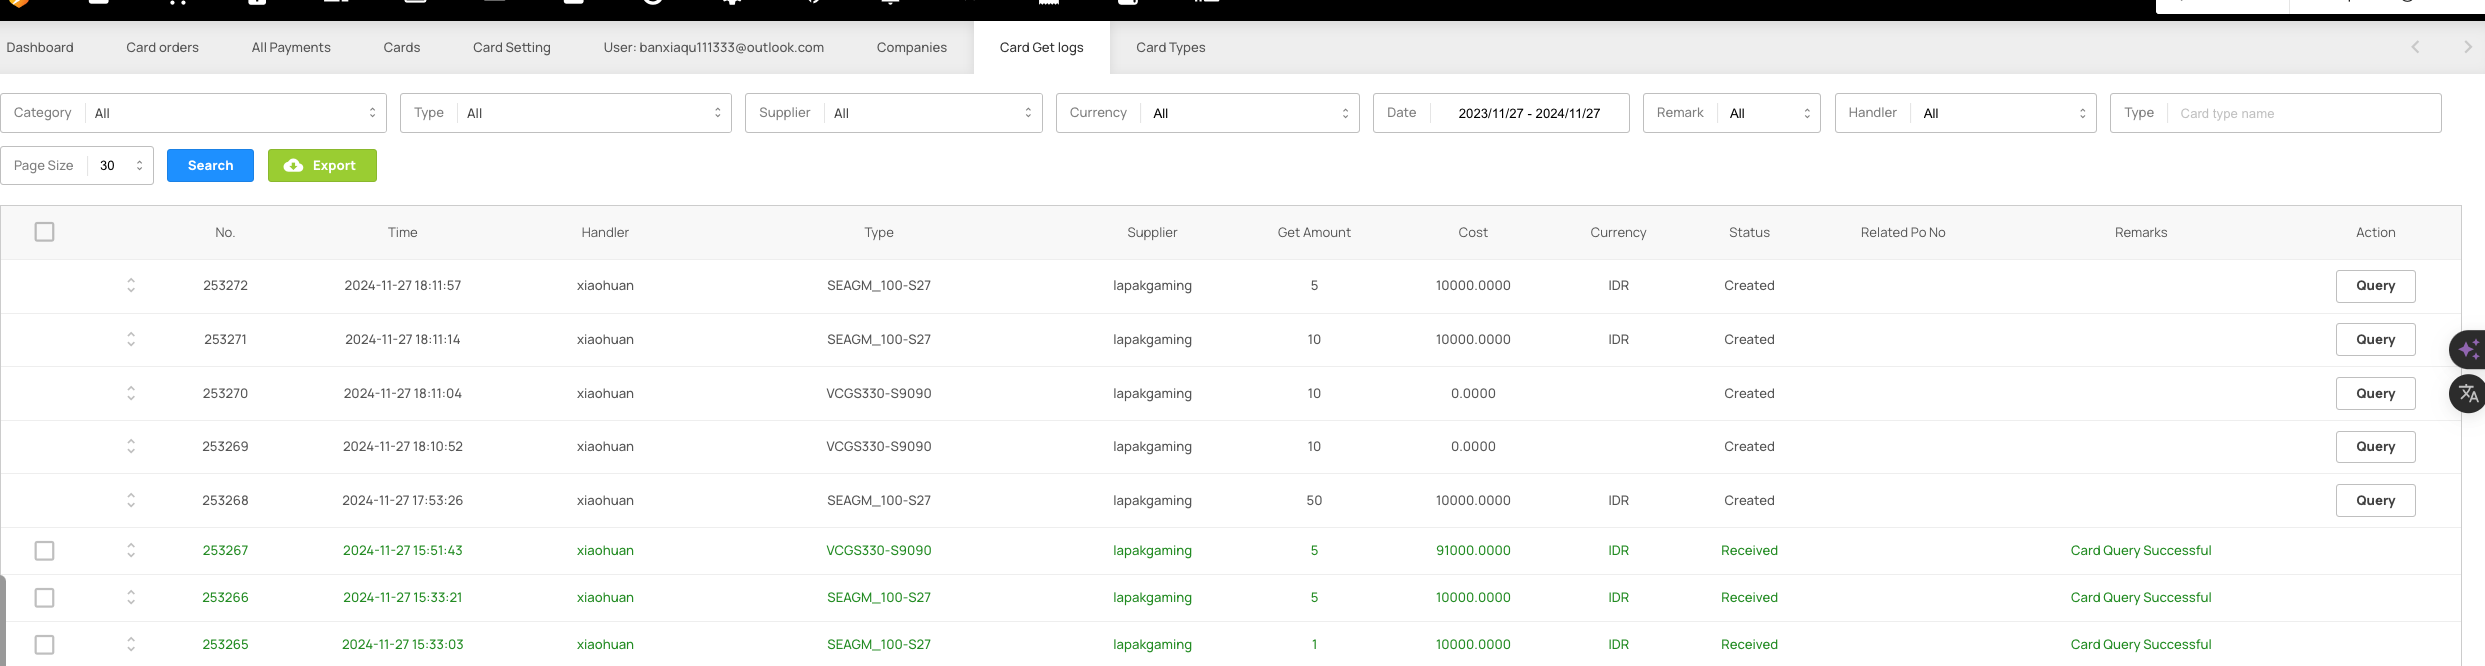 Dashboard Card orders All Payments Cards Card Setting User: banxiaqu111333@outlook.com Companies Card Get logs Card Types
Category All Type All Supplier All Currency All Date 2023/11/27 - 2024/11/27 Remark All Handler All Type Card type name
Page Size 30 Search Export
No. Time Handler Type Supplier Get Amount Cost Currency Status Related Po No Remarks Action
253272 2024-11-27 18:11:57 xiaohuan SEAGM_100-S27 lapakgaming 5 10000.0000 IDR Created Query
253271 2024-11-27 18:11:14 xiaohuan SEAGM_100-S27 lapakgaming 10 10000.0000 IDR Created Query
253270 2024-11-27 18:11:04 xiaohuan VCGS330-S9090 lapakgaming 10 0.0000 Created Query
253269 2024-11-27 18:10:52 xiaohuan VCGS330-S9090 lapakgaming 10 0.0000 Created Query
253268 2024-11-27 17:53:26 xiaohuan SEAGM_100-S27 lapakgaming 50 10000.0000 IDR Created Query
253267 2024-11-27 15:51:43 xiaohuan VCGS330-S9090 lapakgaming 5 91000.0000 IDR Received Card Query Successful
253266 2024-11-27 15:33:21 xiaohuan SEAGM_100-S27 lapakgaming 5 10000.0000 IDR Received Card Query Successful
253265 2024-11-27 15:33:03 xiaohuan SEAGM_100-S27 lapakgaming 1 10000.0000 IDR Received Card Query Successful